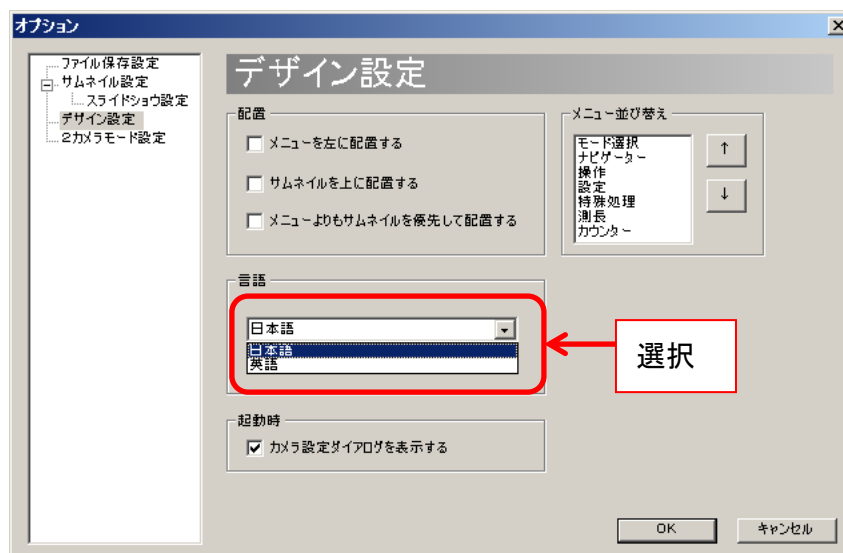 オプション
ファイル保存設定
サムネイル設定
スライドショウ設定
デザイン設定
2カメラモード設定
デザイン設定
配置
メニューを左に配置する
サムネイルを上に配置する
メニューよりもサムネイルを優先して配置する
メニュー並び替え
モード選択
ナビゲーター
操作
設定
特殊処理
測長
カウンター
↑
↓
言語
日本語
日本語
英語
選択
起動時
カメラ設定ダイアログを表示する
OK
キャンセル